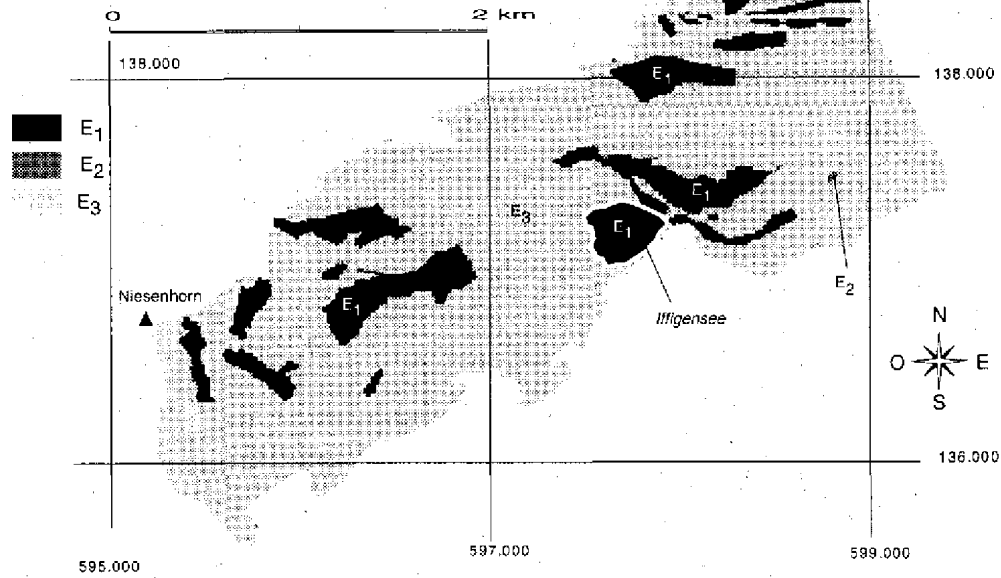 0 2 km
138.000
138.000
E1
E1
E2
E3
E1
E3
E1
E1
E2
Niesenhorn
Iffigensee
N
O E
S
136.000
595.000
597.000
599.000